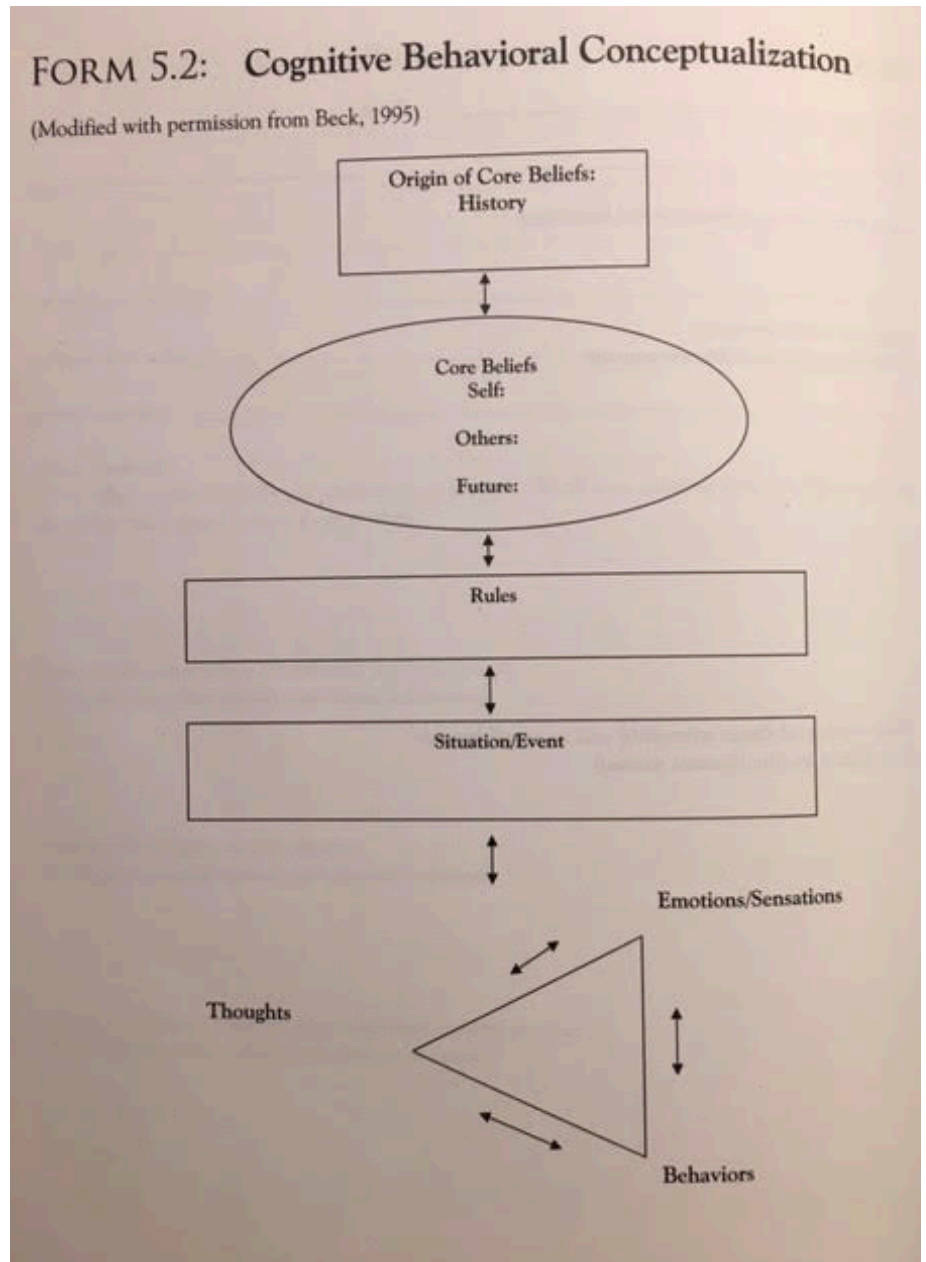 FORM 5.2: Cognitive Behavioral Conceptualization
(Modified with permission from Beck, 1995)
Origin of Core Beliefs:
History
Core Beliefs
Self:
Others:
Future:
Rules
Situation/Event
Emotions/Sensations
Thoughts
Behaviors